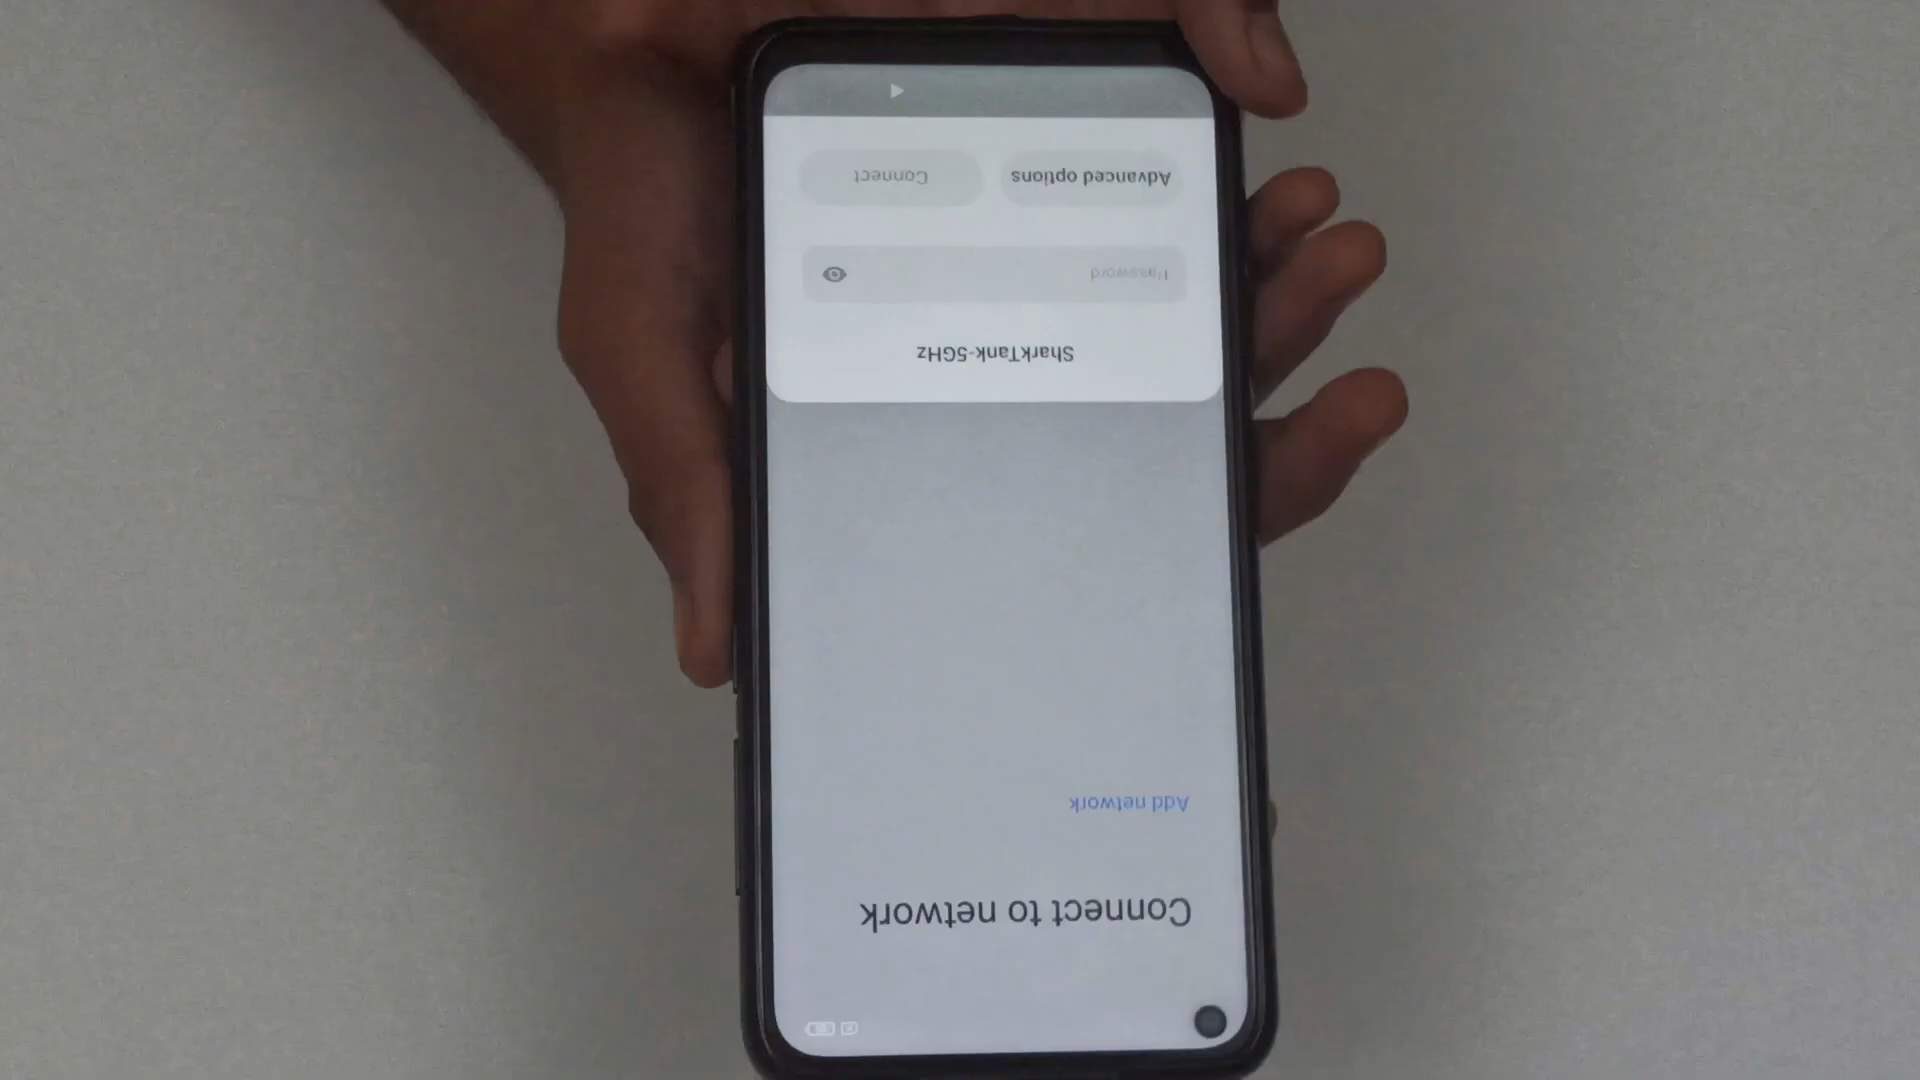 Connect to network
Add network
SharkTank-5GHz
Password
Advanced options
Connect